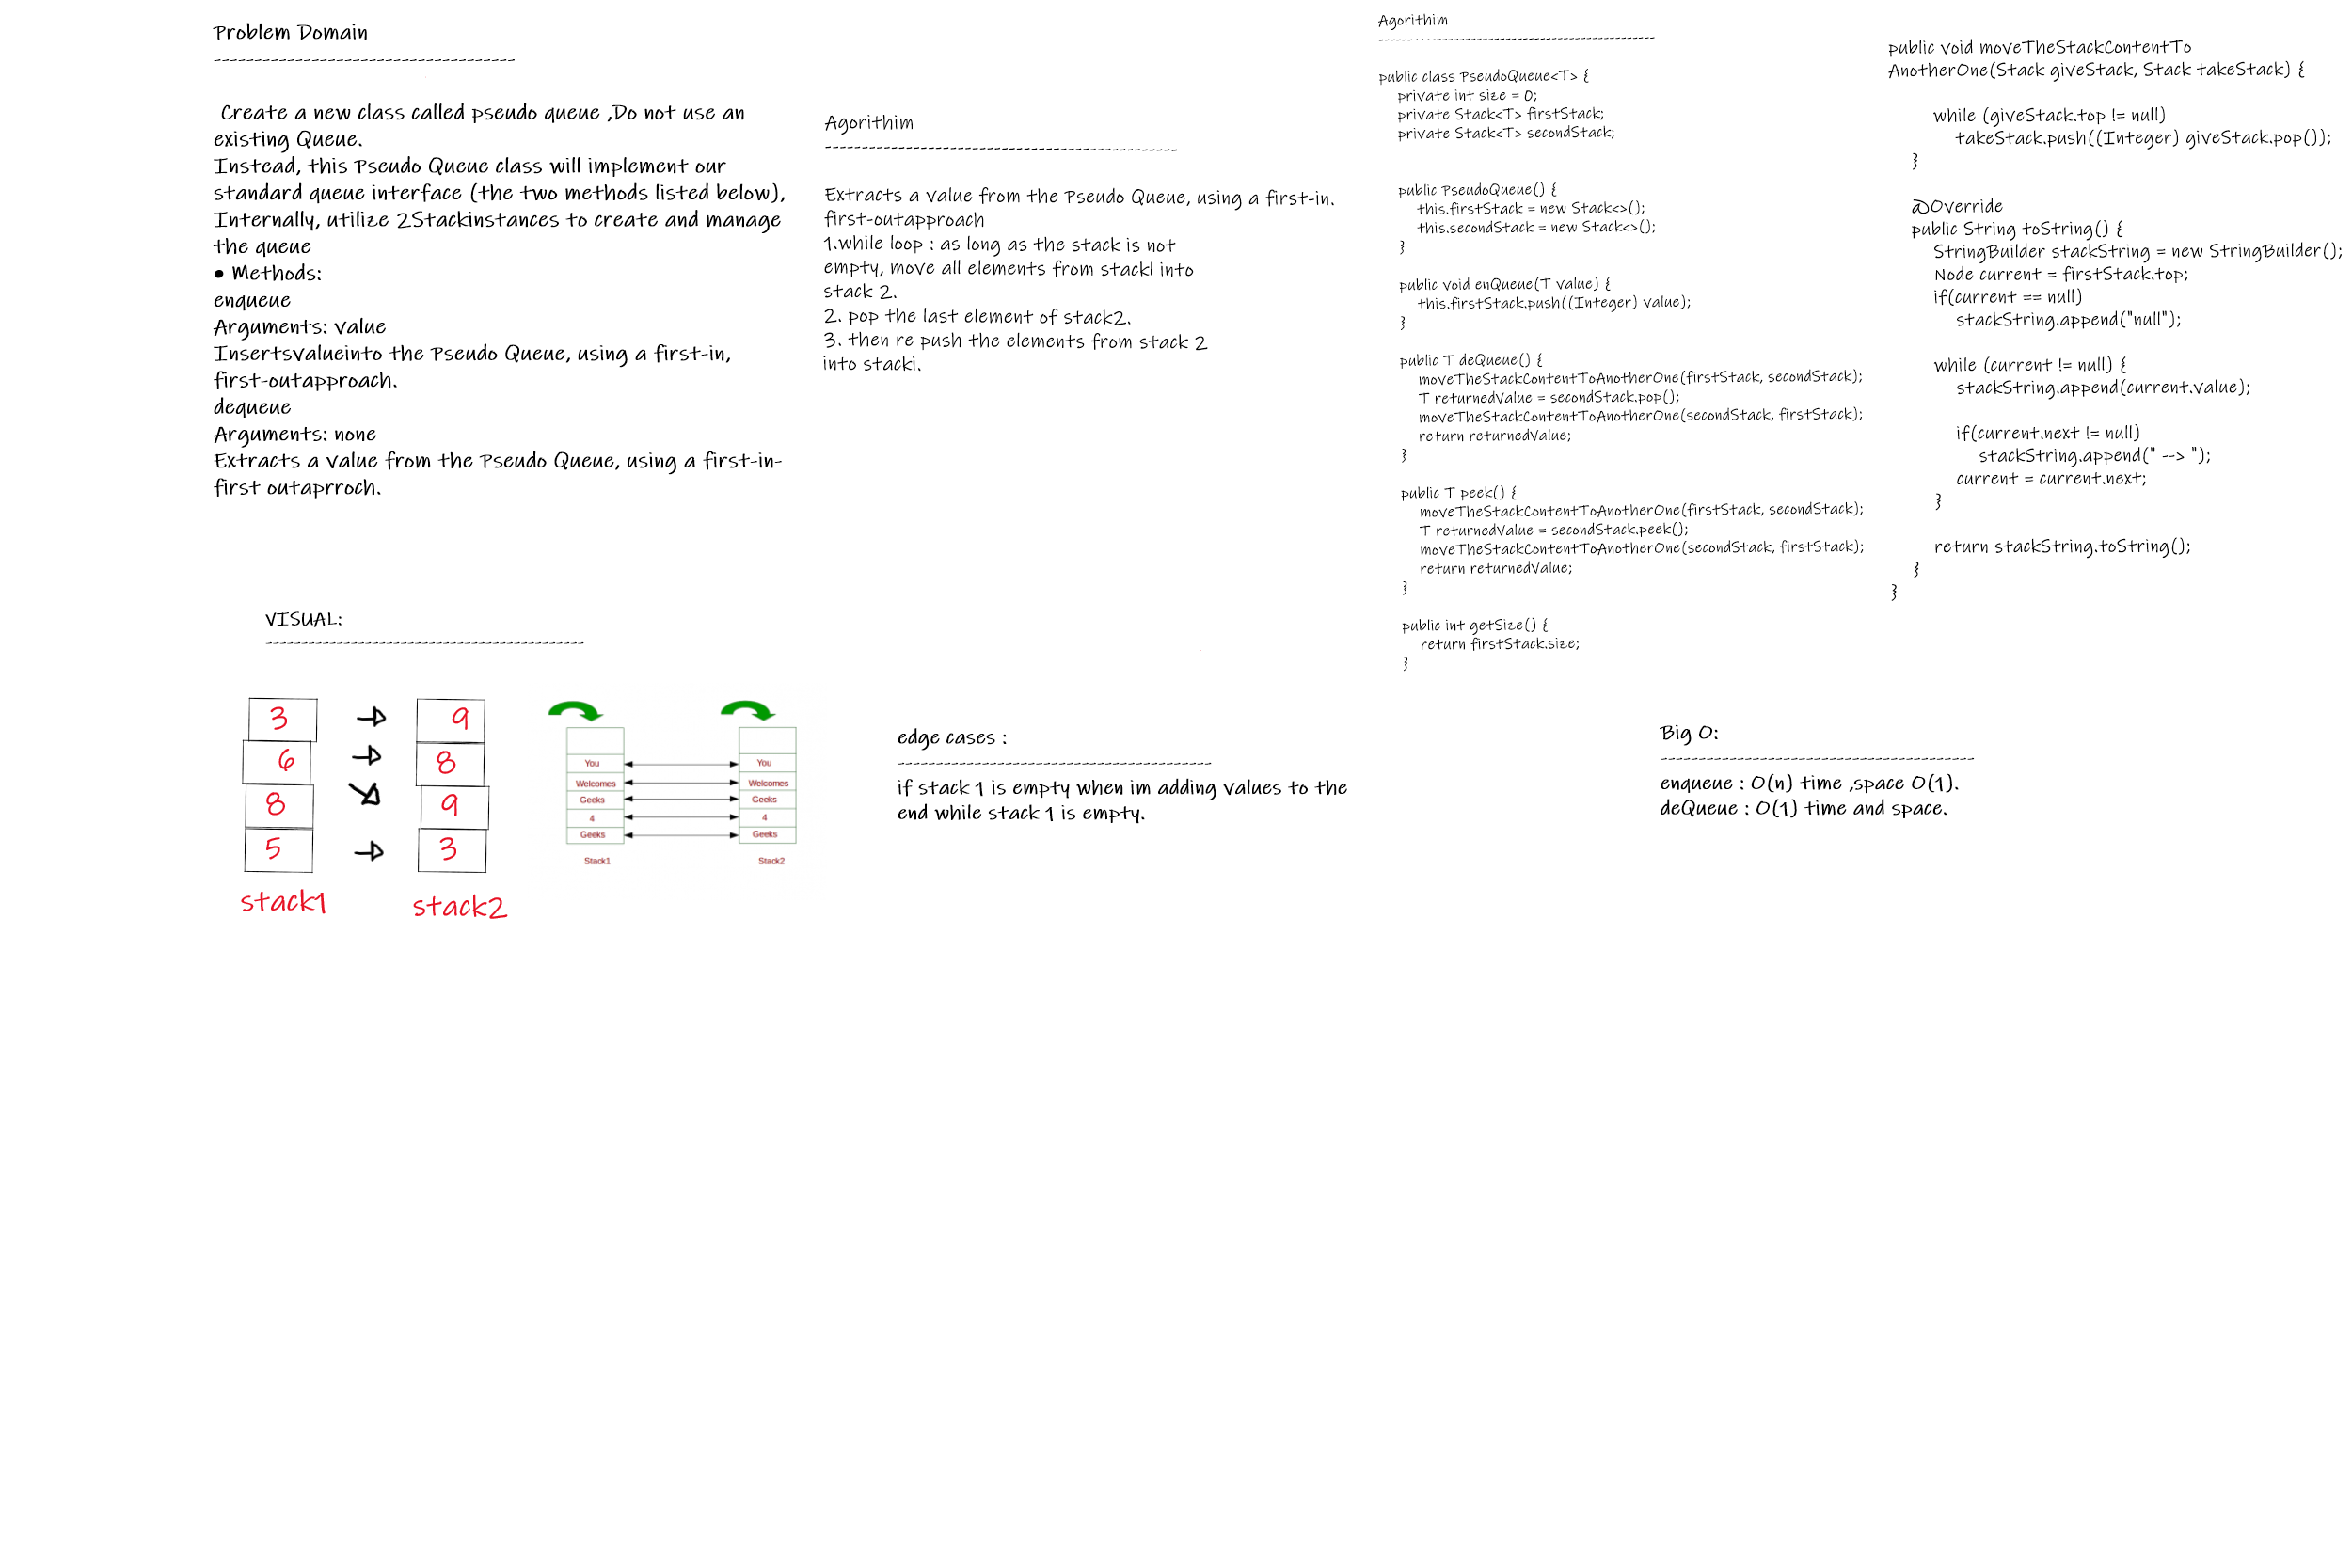 Problem Domain
-------------------------------------
Create a new class called pseudo queue ,Do not use an
existing Queue.
Instead, this Pseudo Queue class will implement our
standard queue interface (the two methods listed below),
Internally, utilize 2Stackinstances to create and manage
the queue
• Methods:
enqueue
Arguments: value
Insertsvalueinto the Pseudo Queue, using a first-in,
first-outapproach.
dequeue
Arguments: none
Extracts a value from the Pseudo Queue, using a first-in-
first outaprroch.
Agorithim
-------------------------------------------------
Extracts a value from the Pseudo Queue, using a first-in.
first-outapproach
1.while loop : as long as the stack is not
empty, move all elements from stackl into
stack 2.
2. pop the last element of stack2.
3. then re push the elements from stack 2
into stacki.
Agorithim
-------------------------------------------------
public class PseudoQueue<T> {
private int size = 0;
private Stack<T> firstStack;
private Stack<T> secondStack;
public PseudoQueue() {
this.firstStack = new Stack<>();
this.secondStack = new Stack<>();
}
public void enQueue(T value) {
this.firstStack.push((Integer) value);
}
public T deQueue() {
moveTheStackContentToAnotherOne(firstStack, secondStack);
T returnedValue = secondStack.pop();
moveTheStackContentToAnotherOne(secondStack, firstStack);
return returnedValue;
}
public T peek() {
moveTheStackContentToAnotherOne(firstStack, secondStack);
T returnedValue = secondStack.peek();
moveTheStackContentToAnotherOne(secondStack, firstStack);
return returnedValue;
}
public int getSize() {
return firstStack.size;
}
public void moveTheStackContentTo
AnotherOne(Stack giveStack, Stack takeStack) {
while (giveStack.top != null)
takeStack.push((Integer) giveStack.pop());
}
@Override
public String toString() {
StringBuilder stackString = new StringBuilder();
Node current = firstStack.top;
if(current == null)
stackString.append("null");
while (current != null) {
stackString.append(current.value);
if(current.next != null)
stackString.append(" --> ");
current = current.next;
}
return stackString.toString();
}
}
VISUAL:
-------------------------------------------
3 9
6 8
8 9
5 3
stack1 stack2
You You
Welcomes Welcomes
Geeks Geeks
4 4
Geeks Geeks
Stack1 Stack2
edge cases :
-----------------------------------------
if stack 1 is empty when im adding values to the
end while stack 1 is empty.
Big O:
-----------------------------------------
enqueue : O(n) time ,space O(1).
deQueue : O(1) time and space.